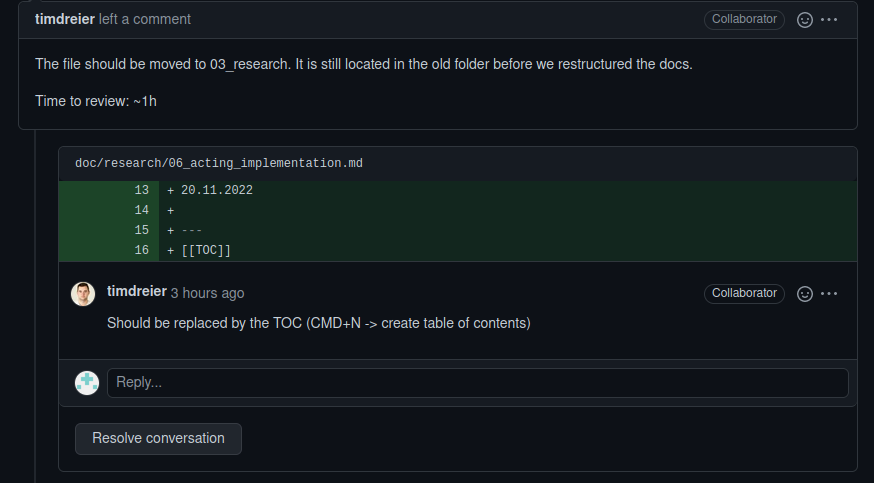 timdreier left a comment Collaborator
The file should be moved to 03_research. It is still located in the old folder before we restructured the docs.
Time to review: ~1h
doc/research/06_acting_implementation.md
13 + 20.11.2022
14 +
15 + ---
16 + [[TOC]]
timdreier 3 hours ago Collaborator
Should be replaced by the TOC (CMD+N -> create table of contents)
Reply...
Resolve conversation